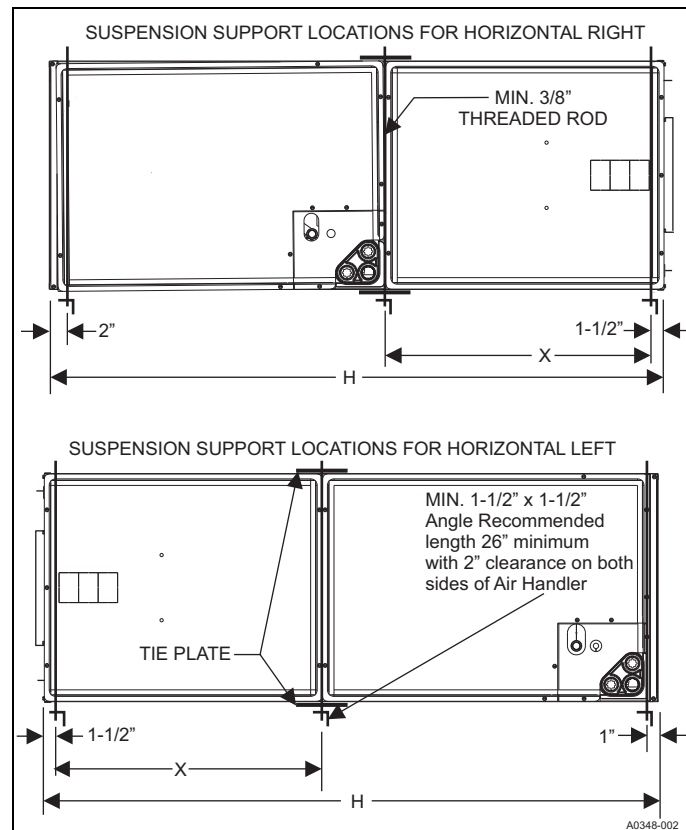 SUSPENSION SUPPORT LOCATIONS FOR HORIZONTAL RIGHT
MIN. 3/8”
THREADED ROD
2”
1-1/2”
X
H
SUSPENSION SUPPORT LOCATIONS FOR HORIZONTAL LEFT
MIN. 1-1/2” x 1-1/2”
Angle Recommended
length 26” minimum
with 2” clearance on both
sides of Air Handler
TIE PLATE
1-1/2”
1”
X
H
A0348-002